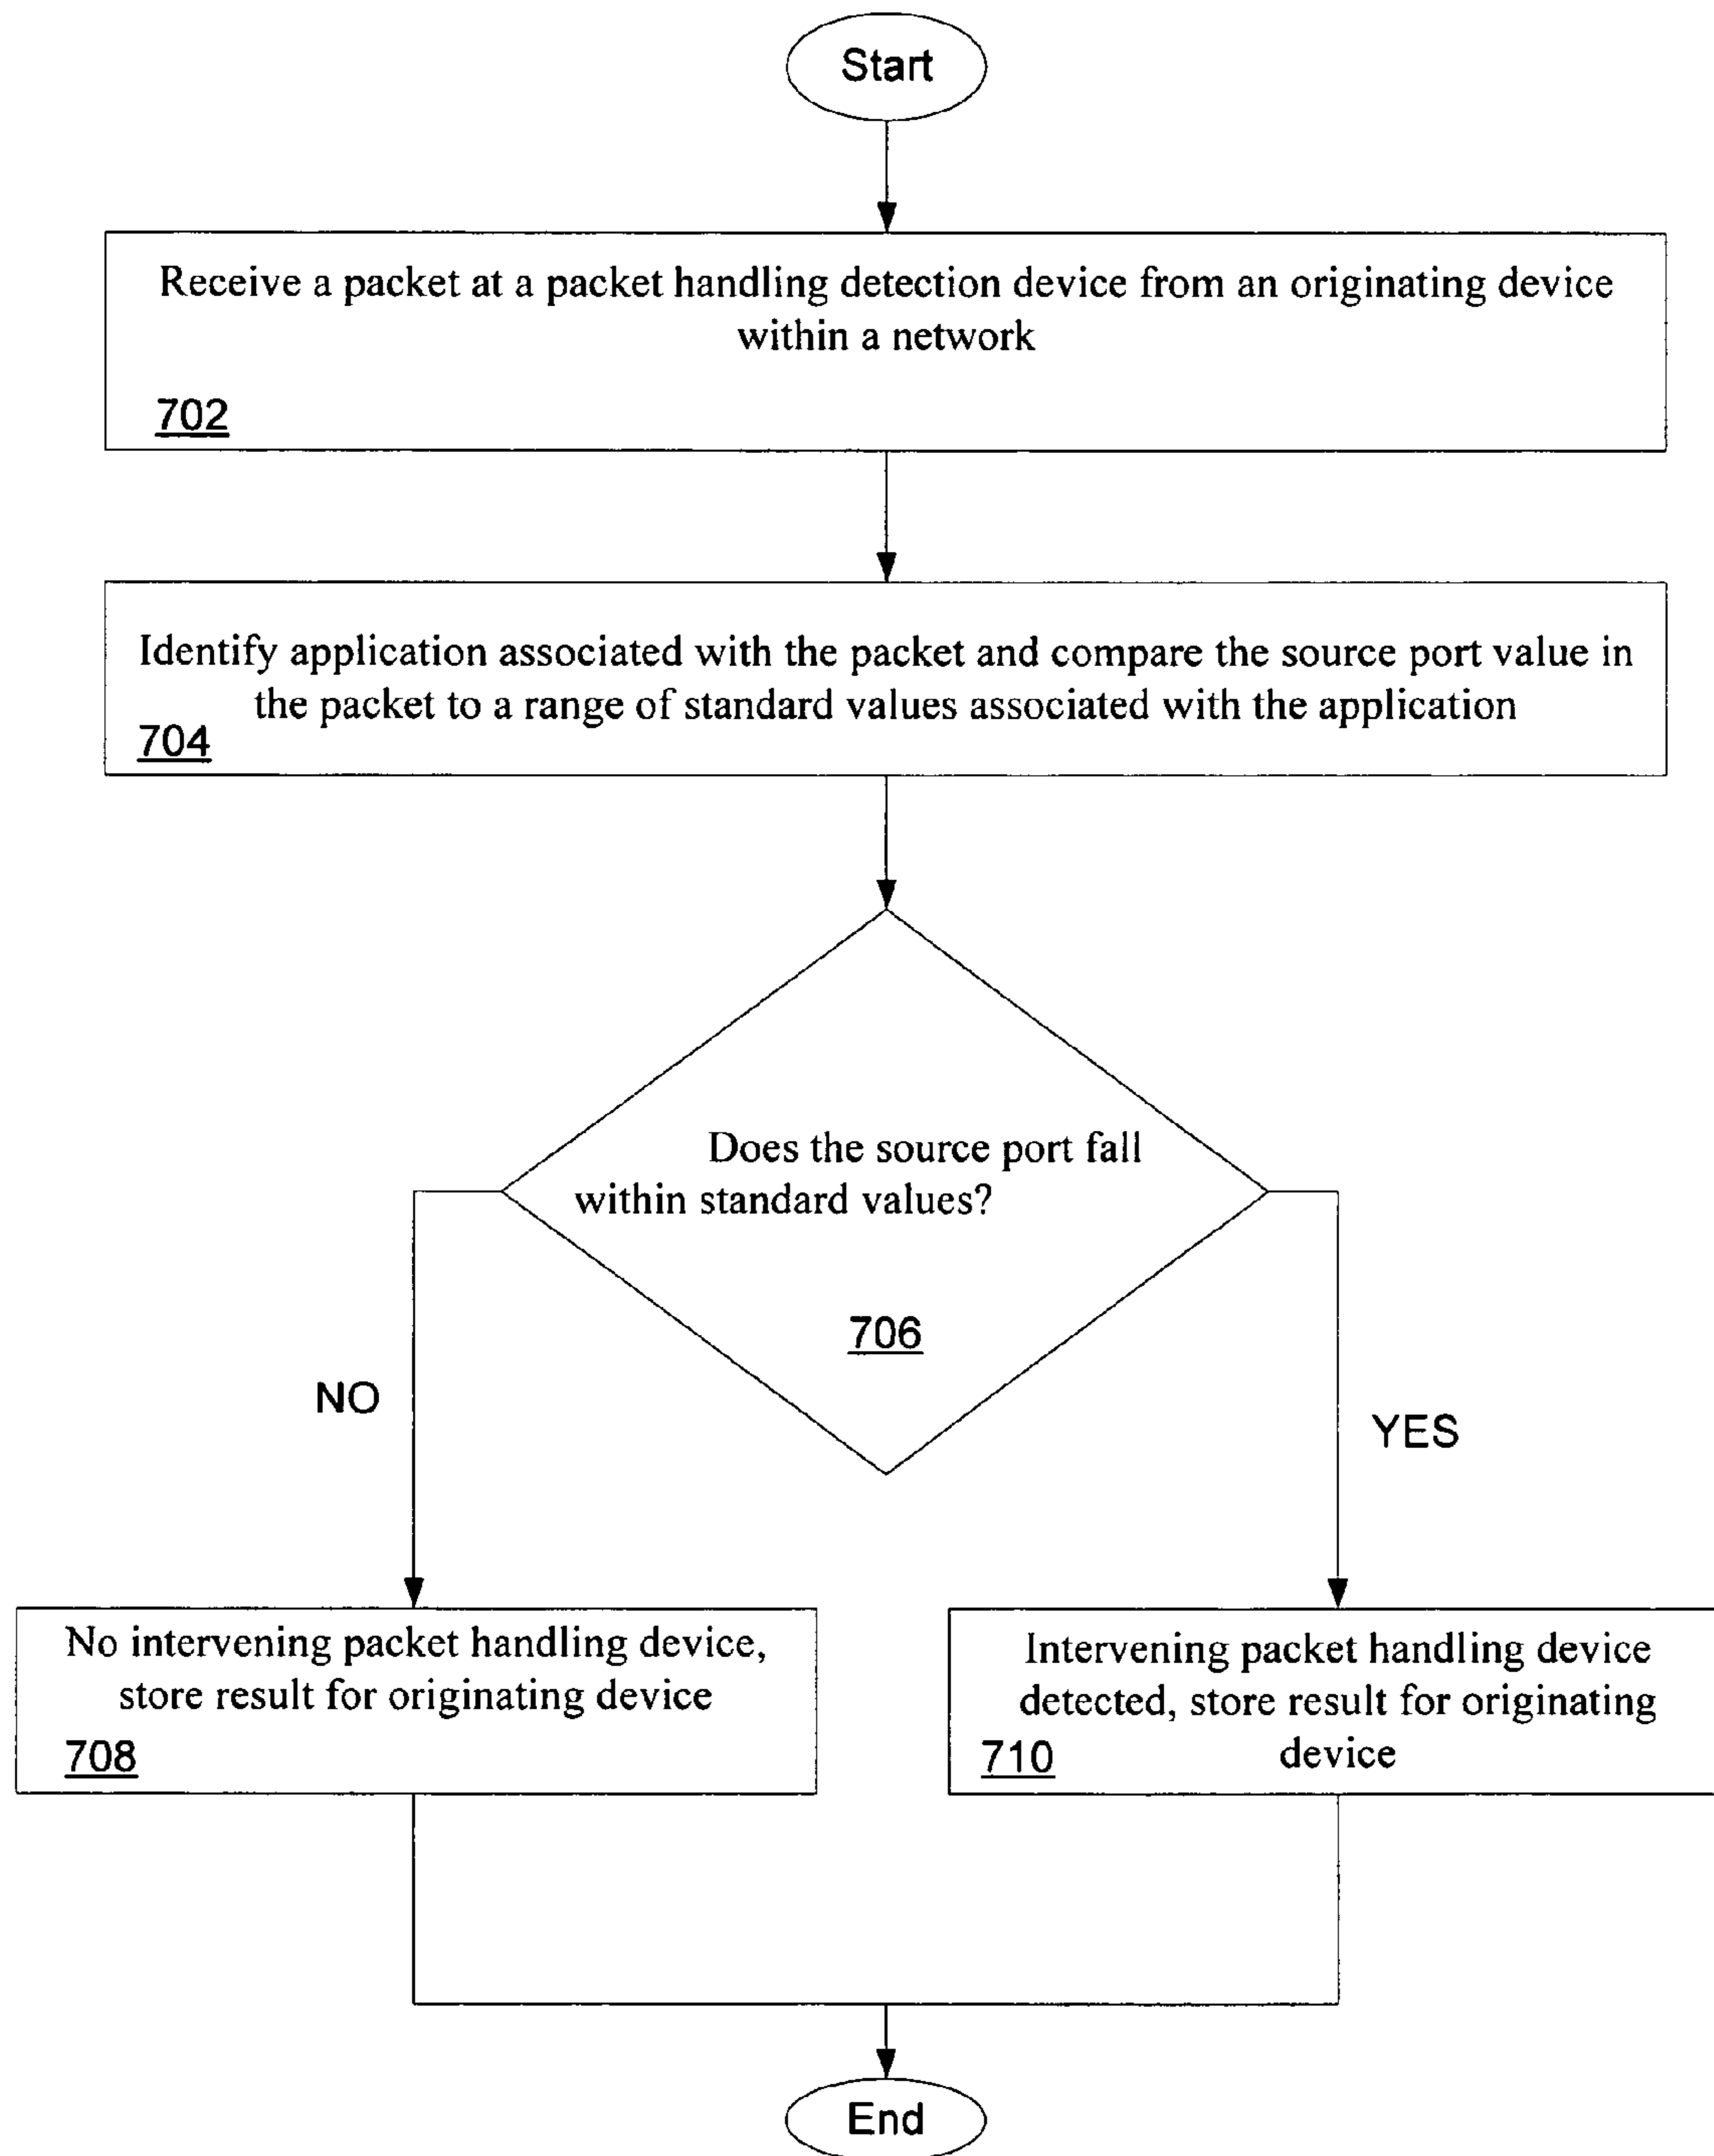 Start
Receive a packet at a packet handling detection device from an originating device
within a network
702
Identify application associated with the packet and compare the source port value in
the packet to a range of standard values associated with the application
704
Does the source port fall
within standard values?
706
NO
YES
No intervening packet handling device,
store result for originating device
708
Intervening packet handling device
detected, store result for originating
device
710
End